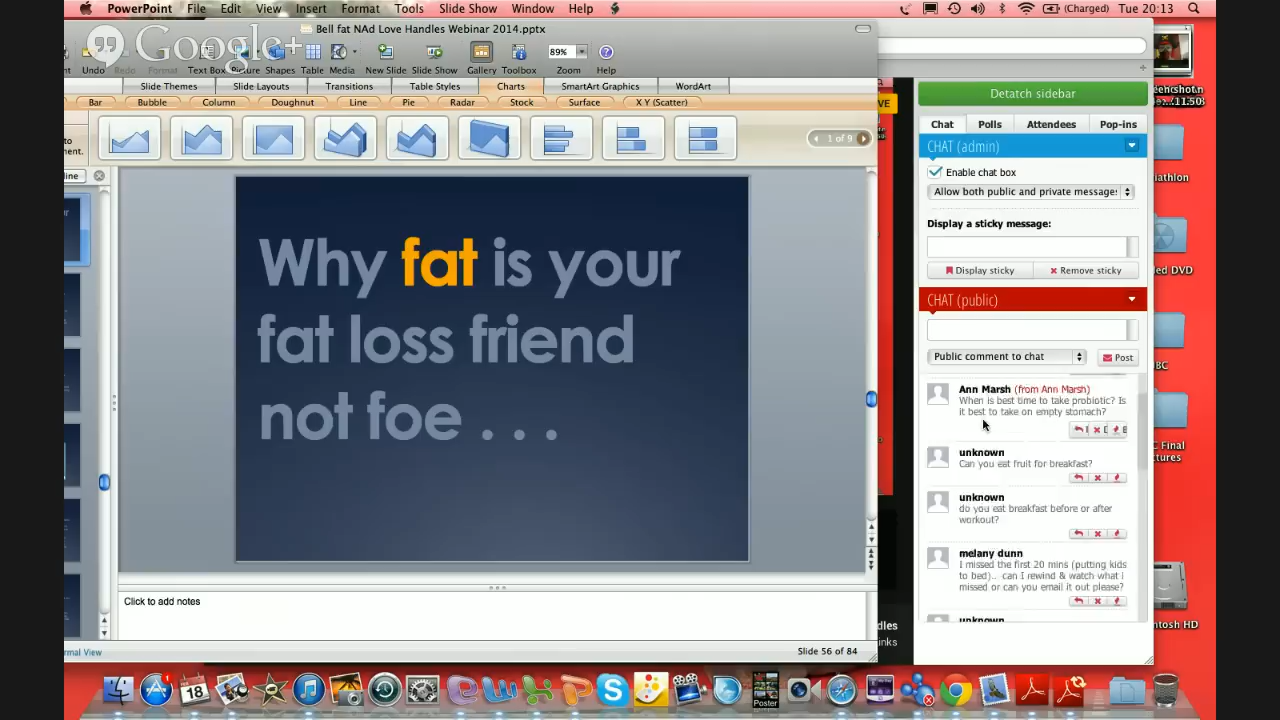 PowerPoint File Edit View Insert Format Tools Slide Show Window Help (Charged) Tue 20:13
Bell fat NAd Love Handles Webinar 2014.pptx
Google+
89%
Undo Redo Format Text Box Picture Shapes Table Media New Slide Slide Show Gallery Toolbox Zoom Help
Slide Themes Slide Layouts Transitions Table Styles Charts SmartArt Graphics WordArt
Bar Bubble Column Doughnut Line Pie Radar Stock Surface X Y (Scatter)
1 of 9
Why fat is your
fat loss friend
not foe . . .
Click to add notes
Slide 56 of 84
Detatch sidebar
Chat Polls Attendees Pop-ins
CHAT (admin)
Enable chat box
Allow both public and private message:
Display a sticky message:
Display sticky Remove sticky
CHAT (public)
Public comment to chat Post
Ann Marsh (from Ann Marsh)
When is best time to take probiotic? Is
it best to take on empty stomach?
unknown
Can you eat fruit for breakfast?
unknown
do you eat breakfast before or after
workout?
melany dunn
I missed the first 20 mins (putting kids
to bed).. can I rewind & watch what i
missed or can you email it out please?
unknown
18
Poster